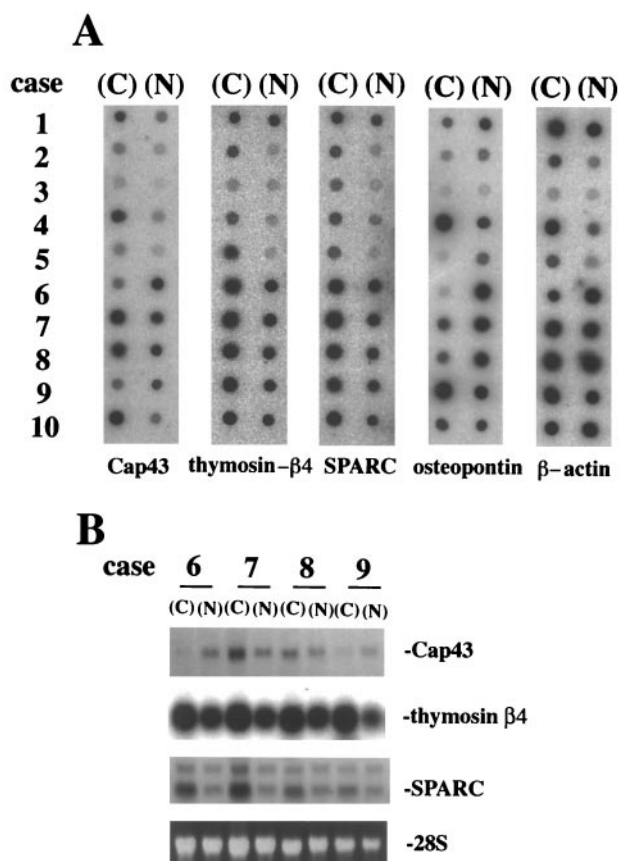 A
case (C) (N) (C) (N) (C) (N) (C) (N) (C) (N)
1
2
3
4
5
6
7
8
9
10
Cap43 thymosin-β4 SPARC osteopontin β-actin
B
case 6 7 8 9
(C) (N) (C) (N) (C) (N) (C) (N)
-Cap43
-thymosin β4
-SPARC
-28S